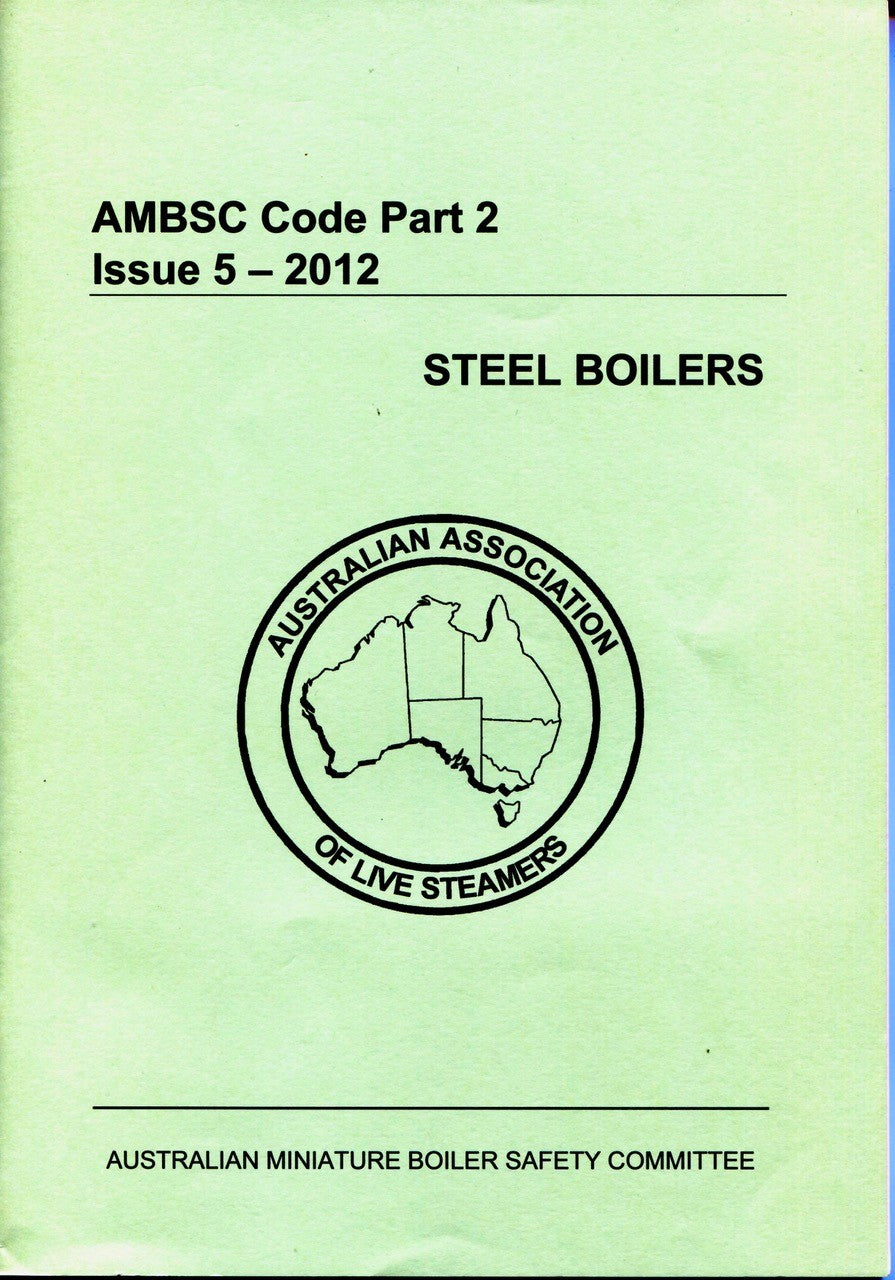 AMBSC Code Part 2
Issue 5 – 2012
STEEL BOILERS
AUSTRALIAN ASSOCIATION
OF LIVE STEAMERS
AUSTRALIAN MINIATURE BOILER SAFETY COMMITTEE